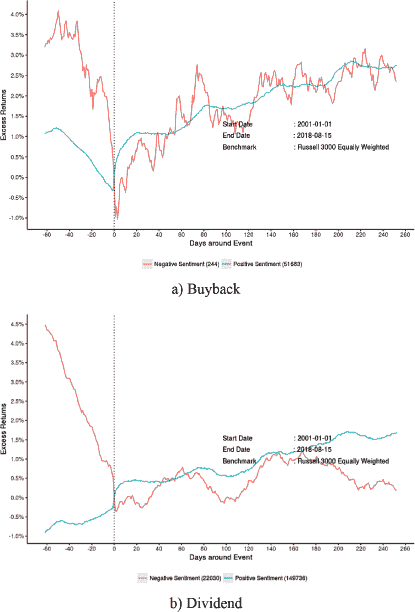 4.0%
3.5%
3.0%
2.5%
2.0%
1.5%
1.0%
0.5%
0.0%
-0.5%
-1.0%
Excess Returns
Start Date : 2001-01-01
End Date : 2018-08-15
Benchmark : Russell 3000 Equally Weighted
-60 -40 -20 0 20 40 60 80 100 120 140 160 180 200 220 240 260
Days around Event
Negative Sentiment (244) Positive Sentiment (51683)
a) Buyback
4.5%
4.0%
3.5%
3.0%
2.5%
2.0%
1.5%
1.0%
0.5%
0.0%
-0.5%
-1.0%
Excess Returns
Start Date : 2001-01-01
End Date : 2018-08-15
Benchmark : Russell 3000 Equally Weighted
-60 -40 -20 0 20 40 60 80 100 120 140 160 180 200 220 240 260
Days around Event
Negative Sentiment (22030) Positive Sentiment (149736)
b) Dividend